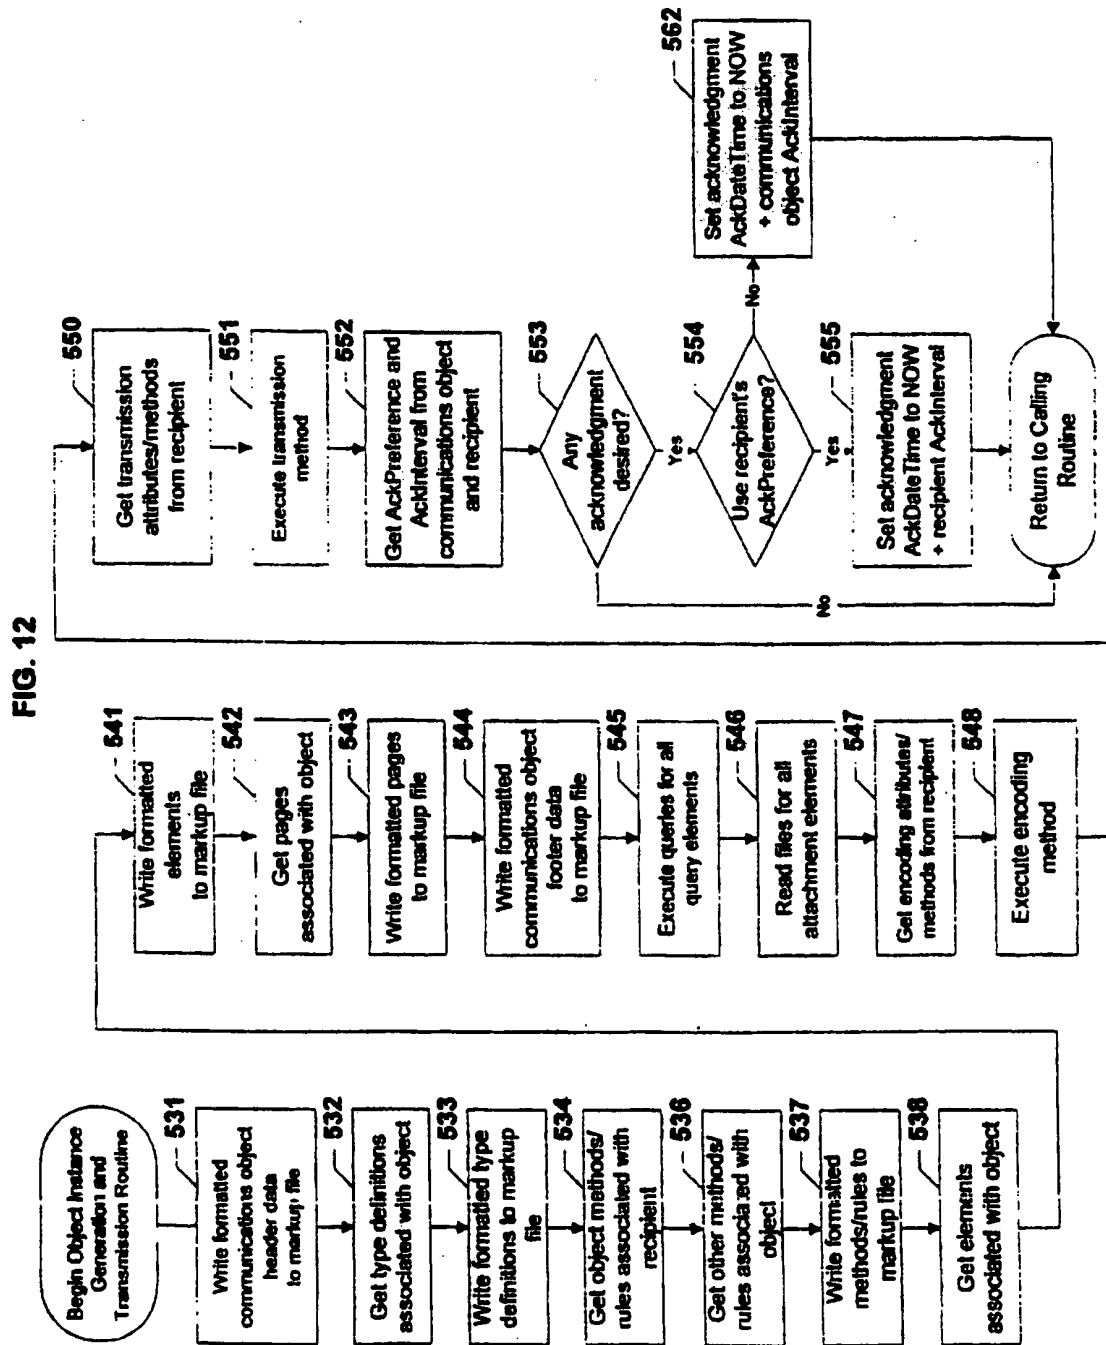 FIG. 12
Begin Object Instance
Generation and
Transmission Routine
531
Write formatted
communications object
header data
to markup file
532
Get type definitions
associated with object
533
Write formatted type
definitions to markup
file
534
Get object methods/
rules associated with
recipient
536
Get other methods/
rules associated with
object
537
Write formatted
methods/rules to
markup file
538
Get elements
associated with object
541
Write formatted
elements
to markup file
542
Get pages
associated with object
543
Write formatted pages
to markup file
544
Write formatted
communications object
footer data
to markup file
545
Execute queries for all
query elements
546
Read files for all
attachment elements
547
Get encoding attributes/
methods from recipient
548
Execute encoding
method
550
Get transmission
attributes/methods
from recipient
551
Execute transmission
method
552
Get AckPreference and
AckInterval from
communications object
and recipient
553
Any
acknowledgment
desired?
Yes
No
554
Use recipient's
AckPreference?
No
Yes
555
Set acknowledgment
AckDateTime to NOW
+ recipient AckInterval
562
Set acknowledgment
AckDateTime to NOW
+ communications
object AckInterval
Return to Calling
Routine